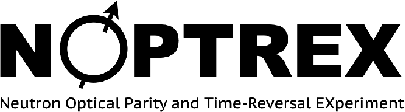 NOPTREX
Neutron Optical Parity and Time-Reversal EXperiment